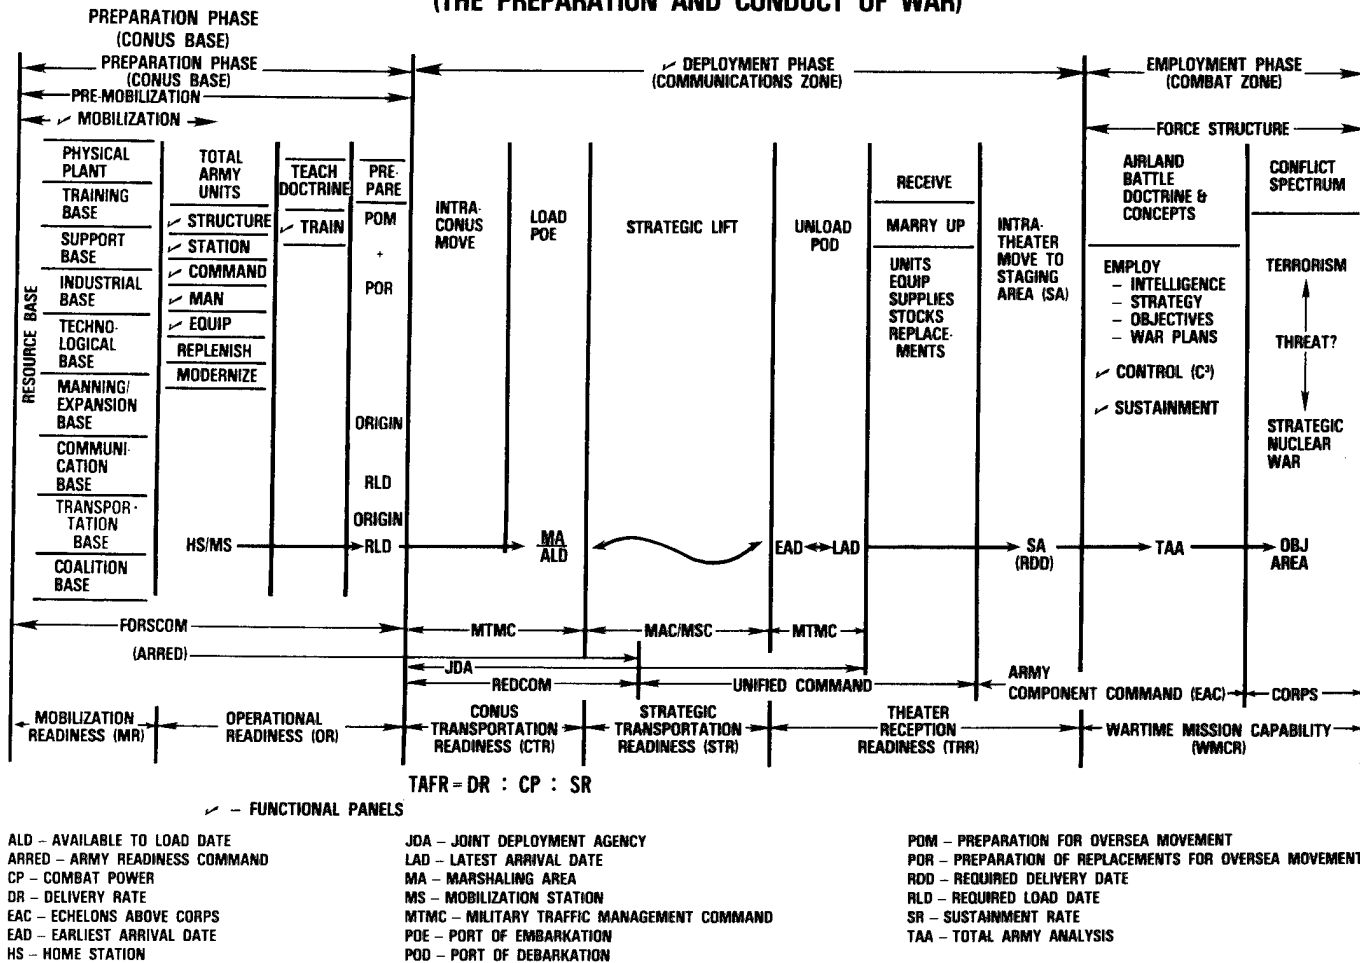 (THE PREPARATION AND CONDUCT OF WAR)
PREPARATION PHASE
(CONUS BASE)
PREPARATION PHASE
(CONUS BASE)
✓ DEPLOYMENT PHASE
(COMMUNICATIONS ZONE)
EMPLOYMENT PHASE
(COMBAT ZONE)
PRE-MOBILIZATION
✓ MOBILIZATION
FORCE STRUCTURE
RESOURCE BASE
PHYSICAL
PLANT
TRAINING
BASE
SUPPORT
BASE
INDUSTRIAL
BASE
TECHNO-
LOGICAL
BASE
MANNING/
EXPANSION
BASE
COMMUNI-
CATION
BASE
TRANSPOR-
TATION
BASE
COALITION
BASE
TOTAL
ARMY
UNITS
✓ STRUCTURE
✓ STATION
✓ COMMAND
✓ MAN
✓ EQUIP
REPLENISH
MODERNIZE
HS/MS
TEACH
DOCTRINE
✓ TRAIN
PRE-
PARE
POM
+
POR
ORIGIN
RLD
ORIGIN
RLD
INTRA-
CONUS
MOVE
LOAD
POE
MA
ALD
STRATEGIC LIFT
UNLOAD
POD
EAD LAD
RECEIVE
MARRY UP
UNITS
EQUIP
SUPPLIES
STOCKS
REPLACE-
MENTS
INTRA-
THEATER
MOVE TO
STAGING
AREA (SA)
SA
(RDD)
AIRLAND
BATTLE
DOCTRINE &
CONCEPTS
EMPLOY
– INTELLIGENCE
– STRATEGY
– OBJECTIVES
– WAR PLANS
✓ CONTROL (C³)
✓ SUSTAINMENT
TAA
CONFLICT
SPECTRUM
TERRORISM
THREAT?
STRATEGIC
NUCLEAR
WAR
OBJ
AREA
FORSCOM
MTMC
MAC/MSC
MTMC
(ARRED)
JDA
REDCOM
UNIFIED COMMAND
ARMY
COMPONENT COMMAND (EAC)
CORPS
MOBILIZATION
READINESS (MR)
OPERATIONAL
READINESS (OR)
CONUS
TRANSPORTATION
READINESS (CTR)
STRATEGIC
TRANSPORTATION
READINESS (STR)
THEATER
RECEPTION
READINESS (TRR)
WARTIME MISSION CAPABILITY
(WMCR)
TAFR = DR : CP : SR
✓ – FUNCTIONAL PANELS
ALD – AVAILABLE TO LOAD DATE
ARRED – ARMY READINESS COMMAND
CP – COMBAT POWER
DR – DELIVERY RATE
EAC – ECHELONS ABOVE CORPS
EAD – EARLIEST ARRIVAL DATE
HS – HOME STATION
JDA – JOINT DEPLOYMENT AGENCY
LAD – LATEST ARRIVAL DATE
MA – MARSHALING AREA
MS – MOBILIZATION STATION
MTMC – MILITARY TRAFFIC MANAGEMENT COMMAND
POE – PORT OF EMBARKATION
POD – PORT OF DEBARKATION
POM – PREPARATION FOR OVERSEA MOVEMENT
POR – PREPARATION OF REPLACEMENTS FOR OVERSEA MOVEMENT
RDD – REQUIRED DELIVERY DATE
RLD – REQUIRED LOAD DATE
SR – SUSTAINMENT RATE
TAA – TOTAL ARMY ANALYSIS